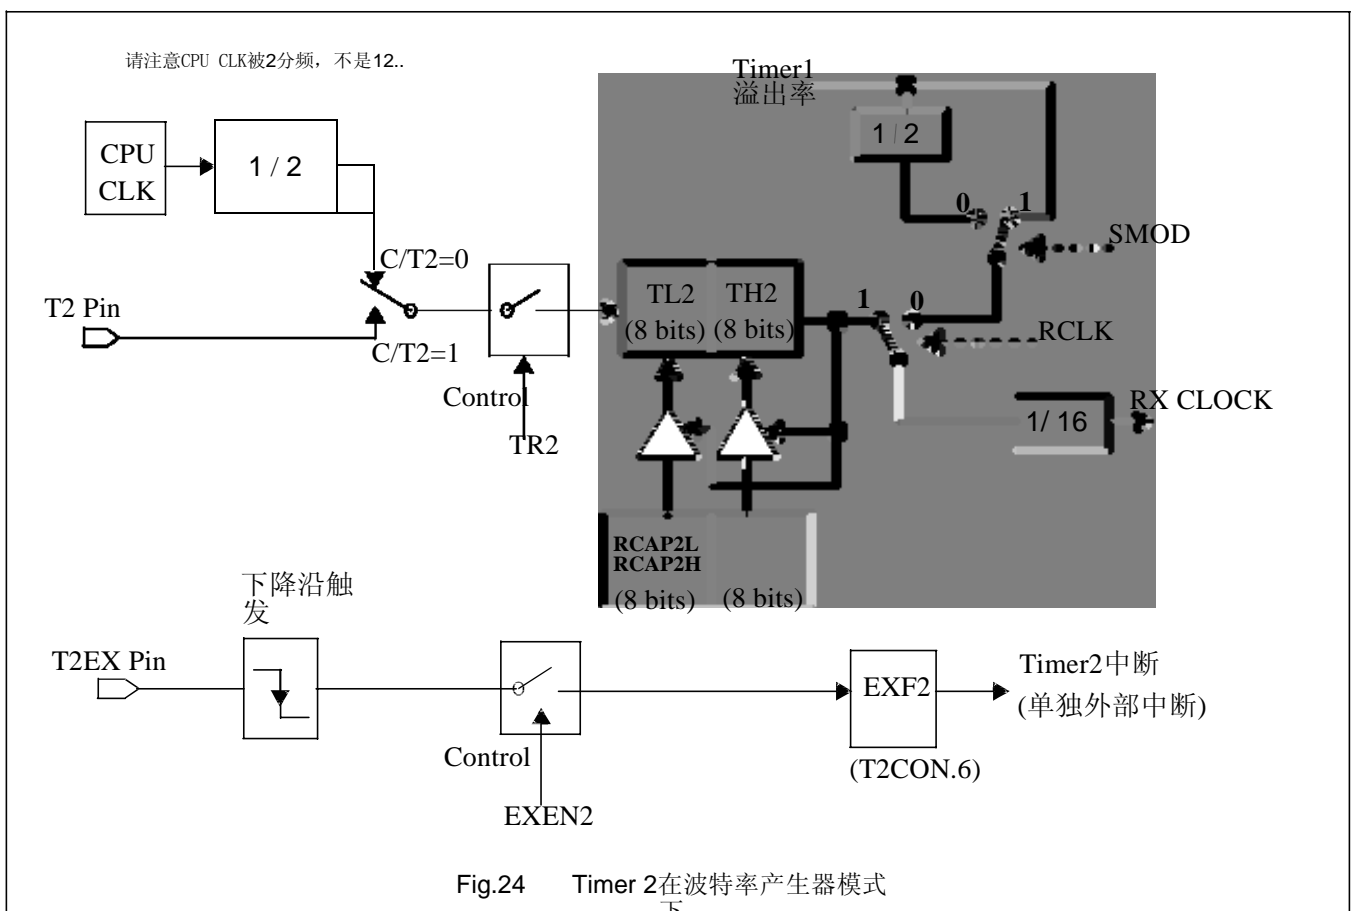 请注意CPU CLK被2分频，不是12..
Timer1
溢出率
1 / 2
CPU
CLK
1 / 2
0
1
SMOD
C/T2=0
T2 Pin
TL2
TH2
(8 bits)
(8 bits)
1
0
RCLK
C/T2=1
Control
TR2
1/ 16
RX CLOCK
RCAP2L
RCAP2H
(8 bits)
(8 bits)
下降沿触
发
T2EX Pin
EXF2
Timer2中断
(单独外部中断)
Control
(T2CON.6)
EXEN2
Fig.24 Timer 2在波特率产生器模式
下